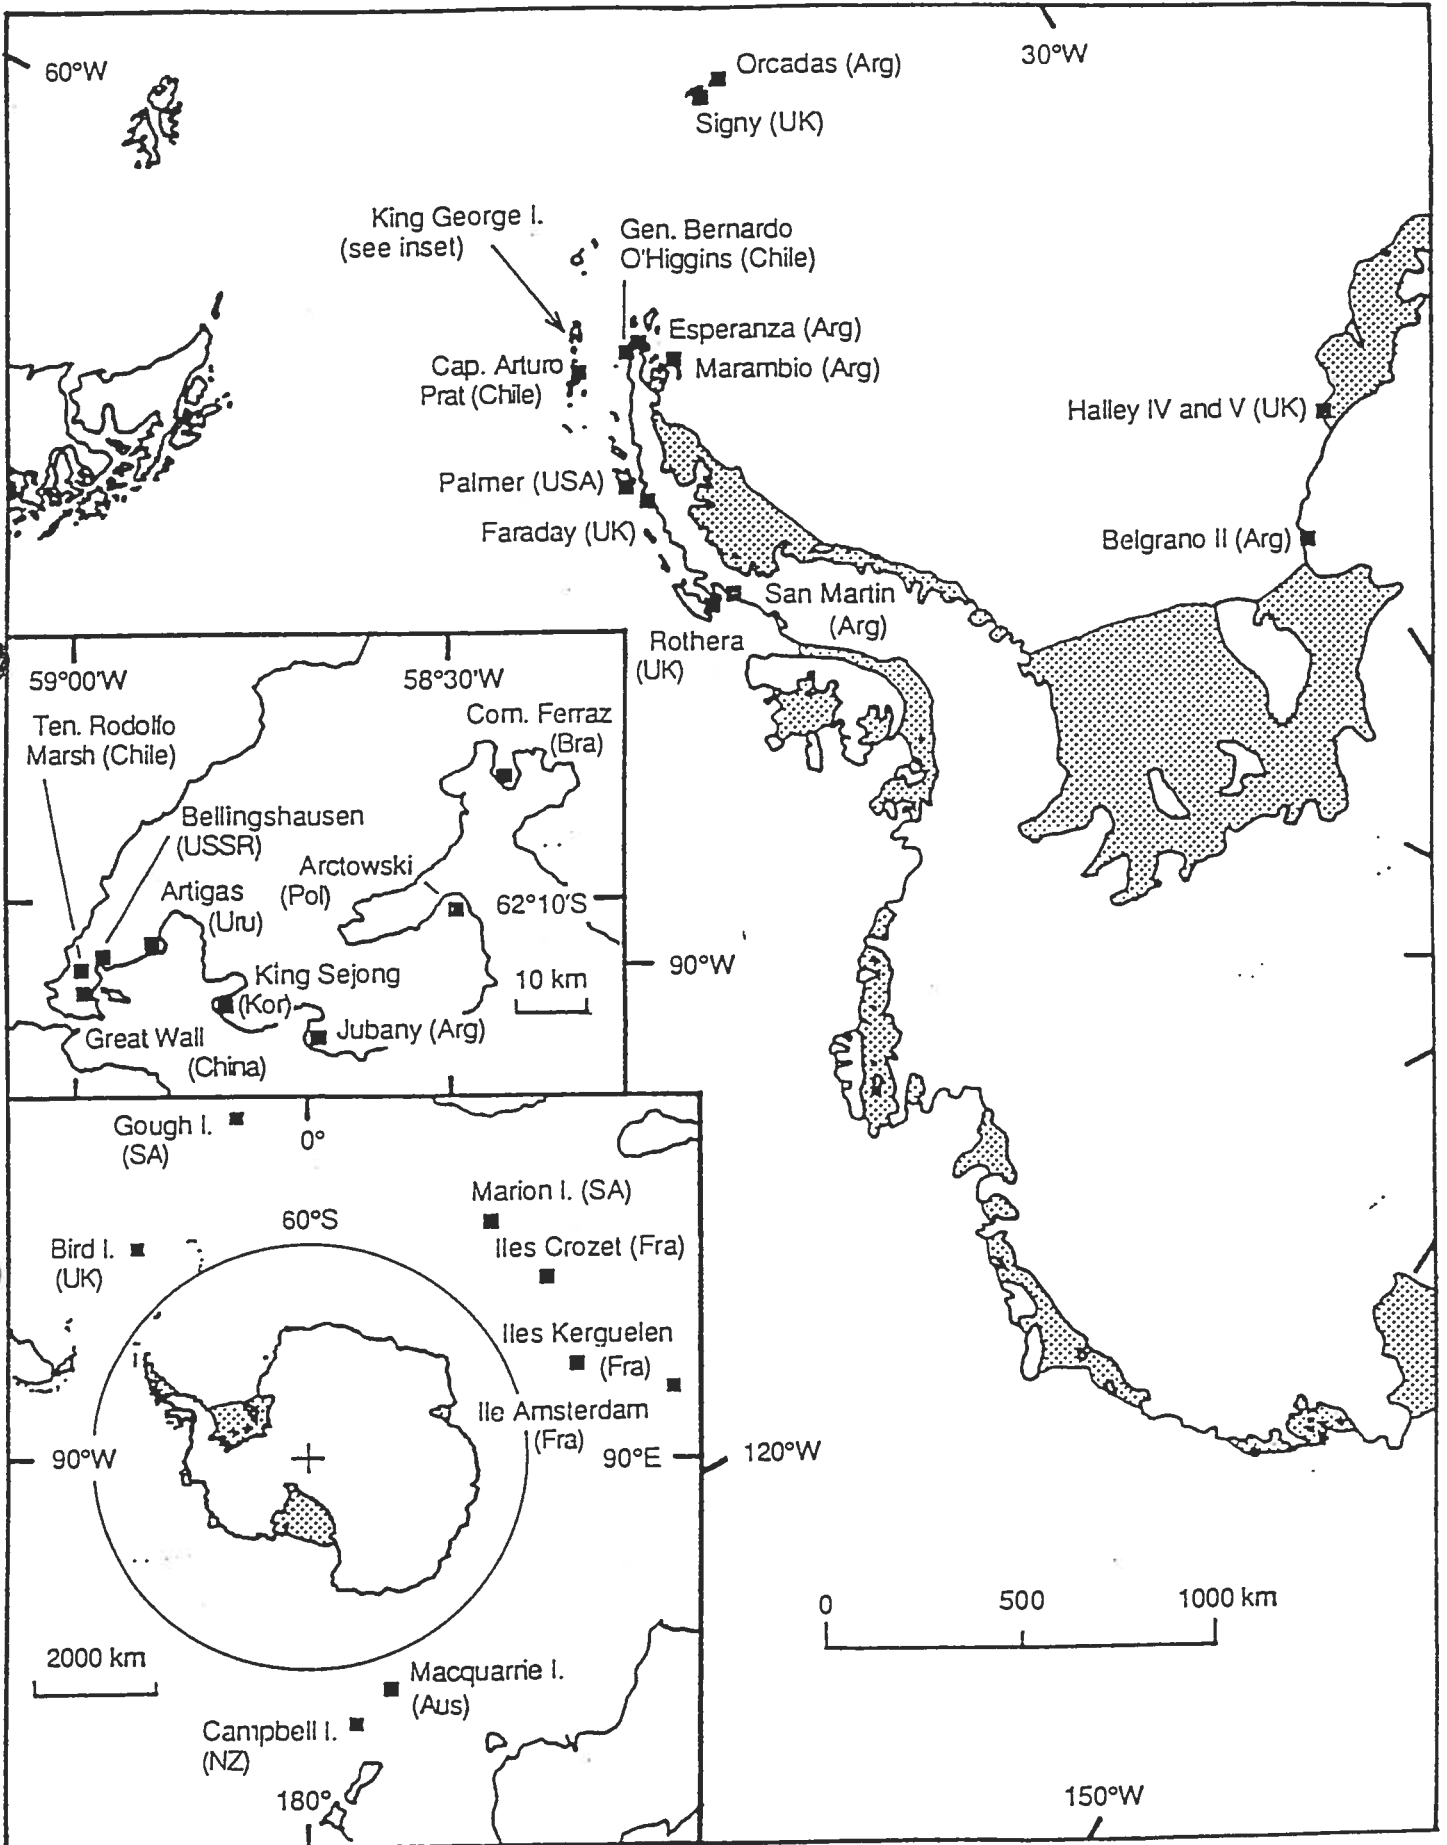 60°W
30°W
Orcadas (Arg)
Signy (UK)
King George I.
(see inset)
Gen. Bernardo
O'Higgins (Chile)
Esperanza (Arg)
Marambio (Arg)
Cap. Arturo
Prat (Chile)
Halley IV and V (UK)
Palmer (USA)
Faraday (UK)
Belgrano II (Arg)
San Martin
(Arg)
Rothera
(UK)
59°00'W
58°30'W
Ten. Rodolfo
Marsh (Chile)
Com. Ferraz
(Bra)
Bellingshausen
(USSR)
Arctowski
(Pol)
Artigas
(Uru)
62°10'S
King Sejong
(Kor)
10 km
Great Wall
(China)
Jubany (Arg)
90°W
Gough I.
(SA)
0°
Marion I. (SA)
60°S
Bird I.
(UK)
Iles Crozet (Fra)
Iles Kerguelen
(Fra)
Ile Amsterdam
(Fra)
90°W
90°E
120°W
2000 km
Macquarrie I.
(Aus)
Campbell I.
(NZ)
180°
0
500
1000 km
150°W